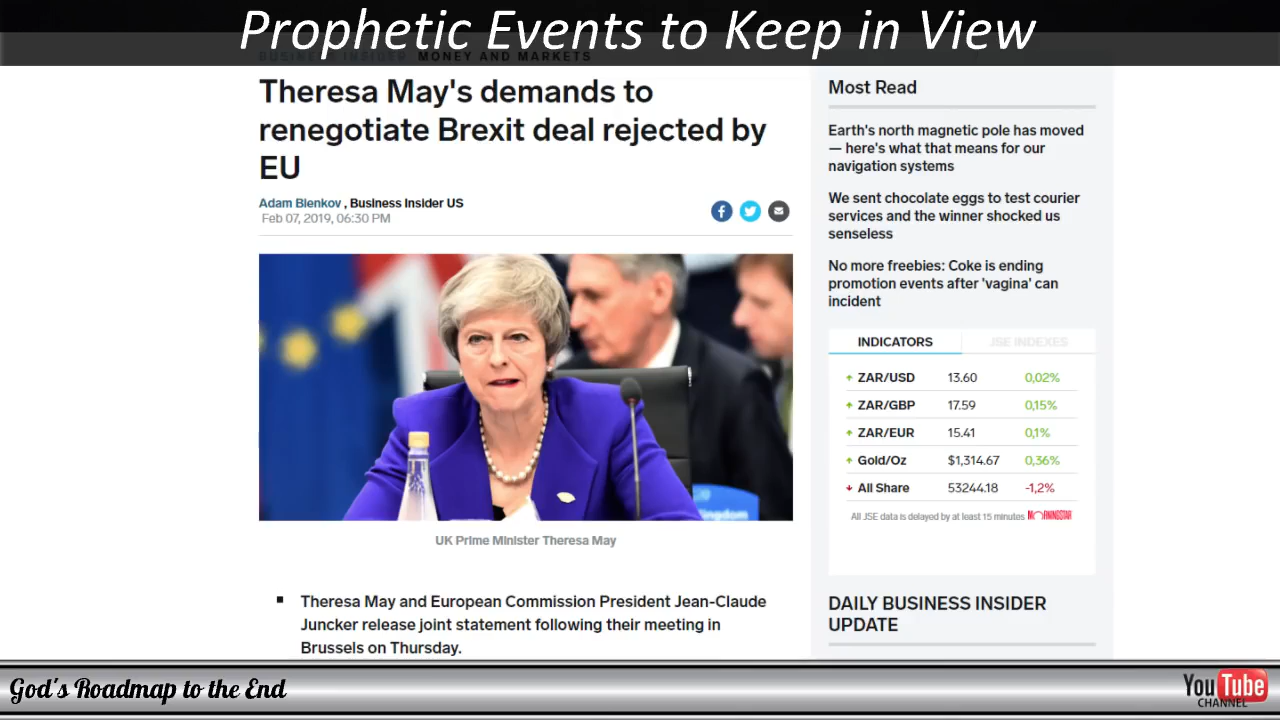 Prophetic Events to Keep in View
BUSINESS INSIDER MONEY AND MARKETS
Theresa May's demands to
renegotiate Brexit deal rejected by
EU
Adam Bienkov , Business Insider US
Feb 07, 2019, 06:30 PM
UK Prime Minister Theresa May
▪ Theresa May and European Commission President Jean-Claude
Juncker release joint statement following their meeting in
Brussels on Thursday.
Most Read
Earth's north magnetic pole has moved
— here's what that means for our
navigation systems
We sent chocolate eggs to test courier
services and the winner shocked us
senseless
No more freebies: Coke is ending
promotion events after 'vagina' can
incident
INDICATORS JSE INDEXES
ZAR/USD 13.60 0,02%
ZAR/GBP 17.59 0,15%
ZAR/EUR 15.41 0,1%
Gold/Oz $1,314.67 0,36%
All Share 53244.18 -1,2%
All JSE data is delayed by at least 15 minutes MORNINGSTAR
DAILY BUSINESS INSIDER
UPDATE
God's Roadmap to the End
YouTube
CHANNEL